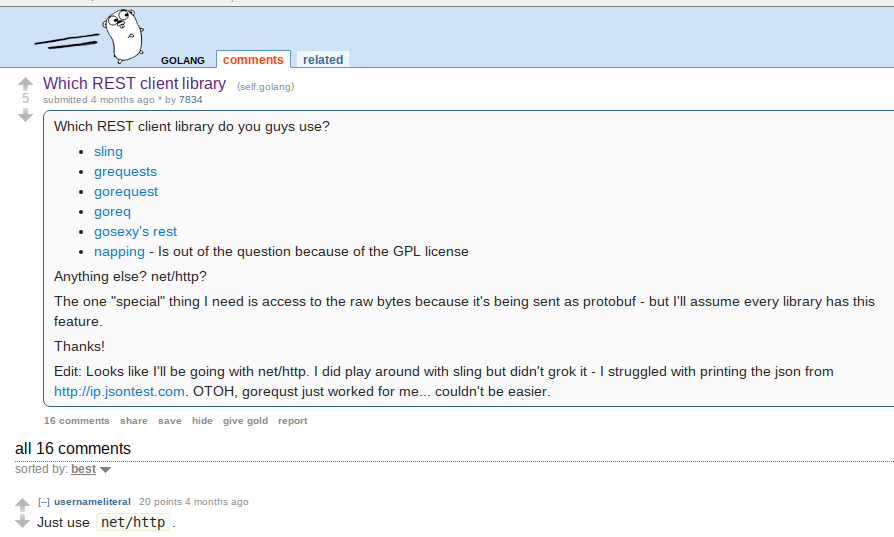 GOLANG comments related
Which REST client library (self.golang)
5
submitted 4 months ago * by 7834
Which REST client library do you guys use?
• sling
• grequests
• gorequest
• goreq
• gosexy's rest
• napping - Is out of the question because of the GPL license
Anything else? net/http?
The one "special" thing I need is access to the raw bytes because it's being sent as protobuf - but I'll assume every library has this
feature.
Thanks!
Edit: Looks like I'll be going with net/http. I did play around with sling but didn't grok it - I struggled with printing the json from
http://ip.jsontest.com. OTOH, gorequst just worked for me... couldn't be easier.
16 comments share save hide give gold report
all 16 comments
sorted by: best
[–] usernameliteral 20 points 4 months ago
Just use net/http.